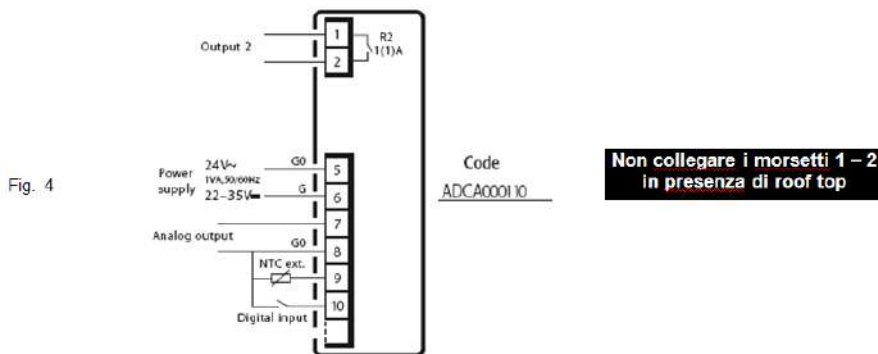 Output 2
1
2
R2
1(1)A
Fig. 4
Power supply
24V~
1VA,50/60HZ
22-35V
G0
G
5
6
7
Analog output
G0
8
NTC ext.
9
10
Digital input
Code
ADCA000110
Non collegare i morsetti 1 – 2
in presenza di roof top